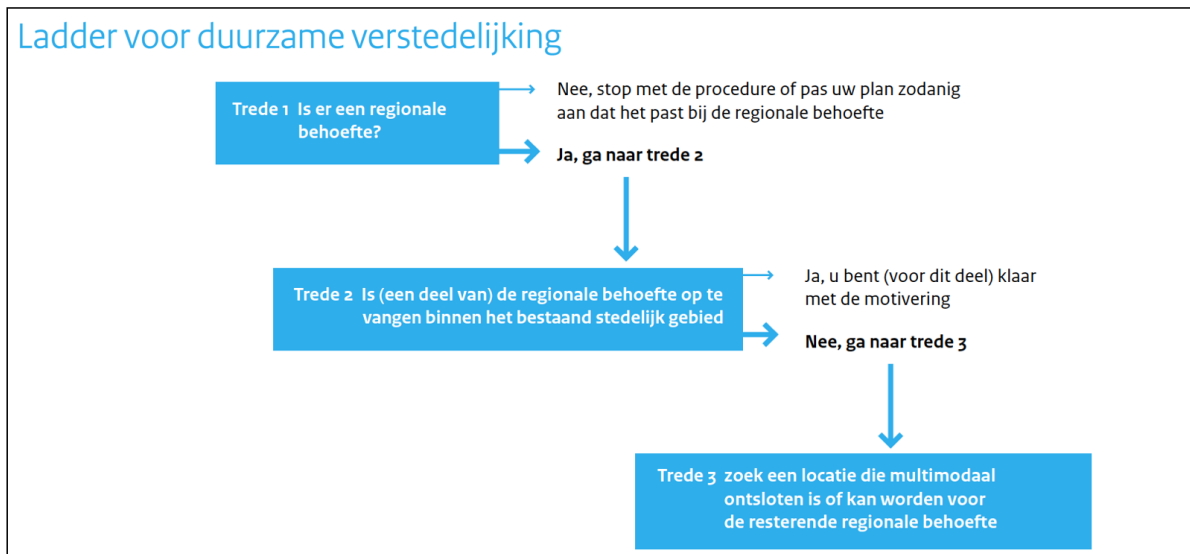 Ladder voor duurzame verstedelijking
Trede 1 Is er een regionale
behoefte?
Nee, stop met de procedure of pas uw plan zodanig
aan dat het past bij de regionale behoefte
Ja, ga naar trede 2
Trede 2 Is (een deel van) de regionale behoefte op te
vangen binnen het bestaand stedelijk gebied
Ja, u bent (voor dit deel) klaar
met de motivering
Nee, ga naar trede 3
Trede 3 zoek een locatie die multimodaal
ontsloten is of kan worden voor
de resterende regionale behoefte